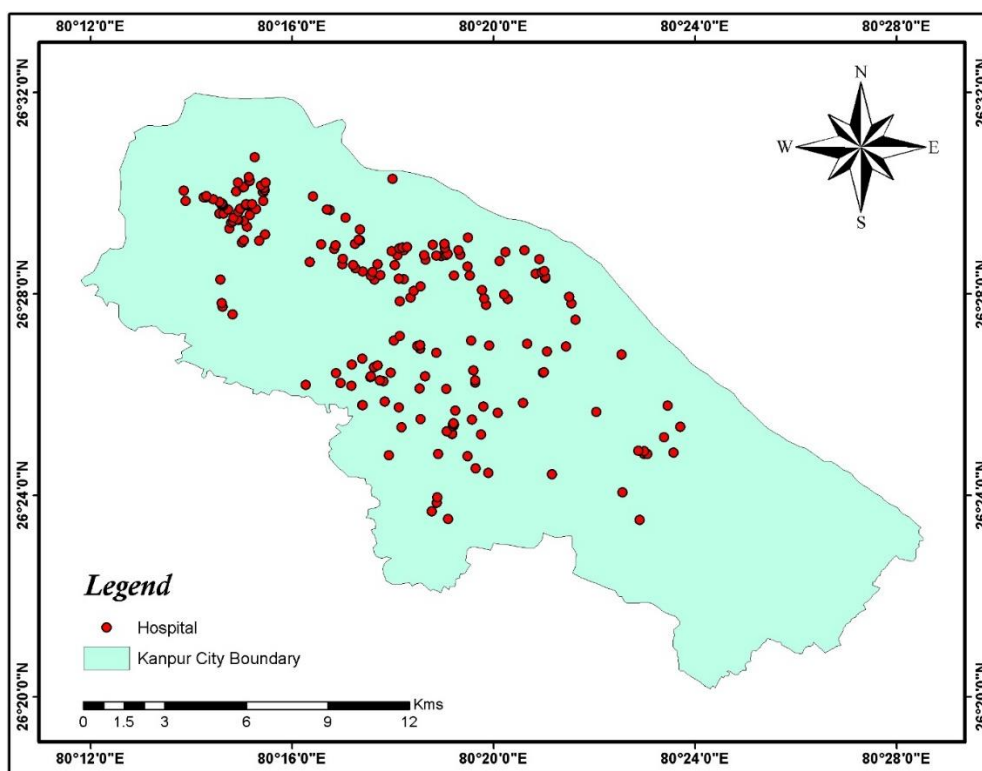 80°12'0"E 80°16'0"E 80°20'0"E 80°24'0"E 80°28'0"E
26°32'0"N 26°32'0"N
N
W E
S
26°28'0"N 26°28'0"N
26°24'0"N 26°24'0"N
Legend
Hospital
Kanpur City Boundary
26°20'0"N 26°20'0"N
Kms
0 1.5 3 6 9 12
80°12'0"E 80°16'0"E 80°20'0"E 80°24'0"E 80°28'0"E